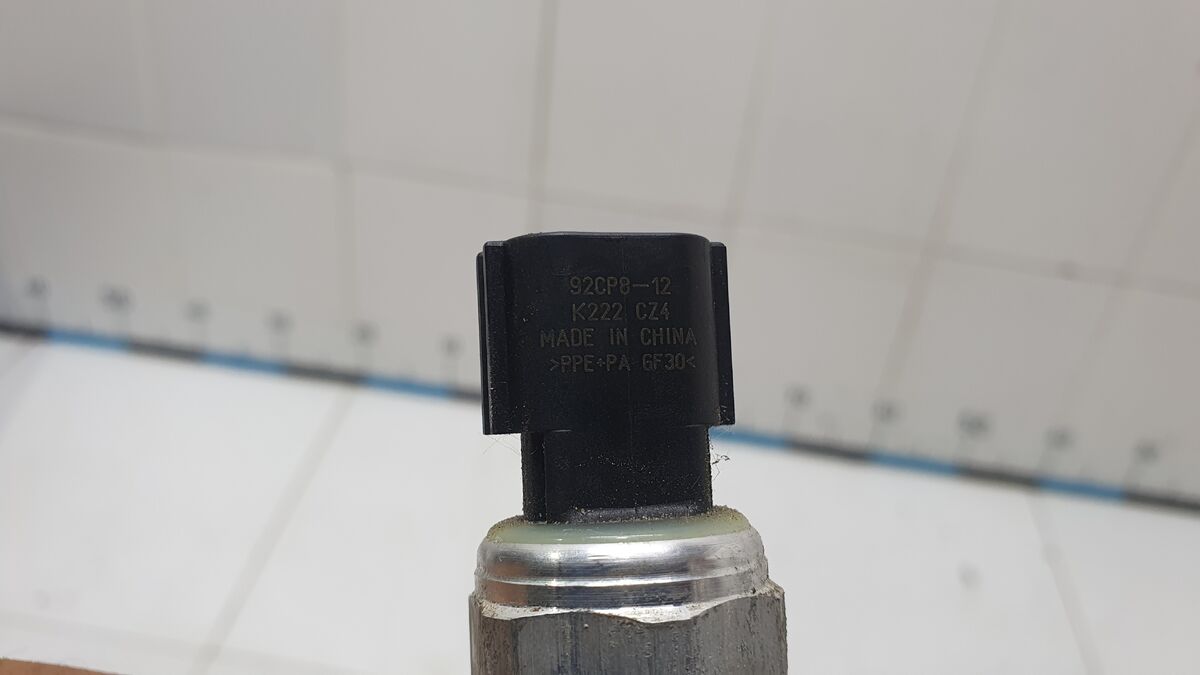 92CP8-12
K222 CZ4
MADE IN CHINA
>PPE+PA GF30<